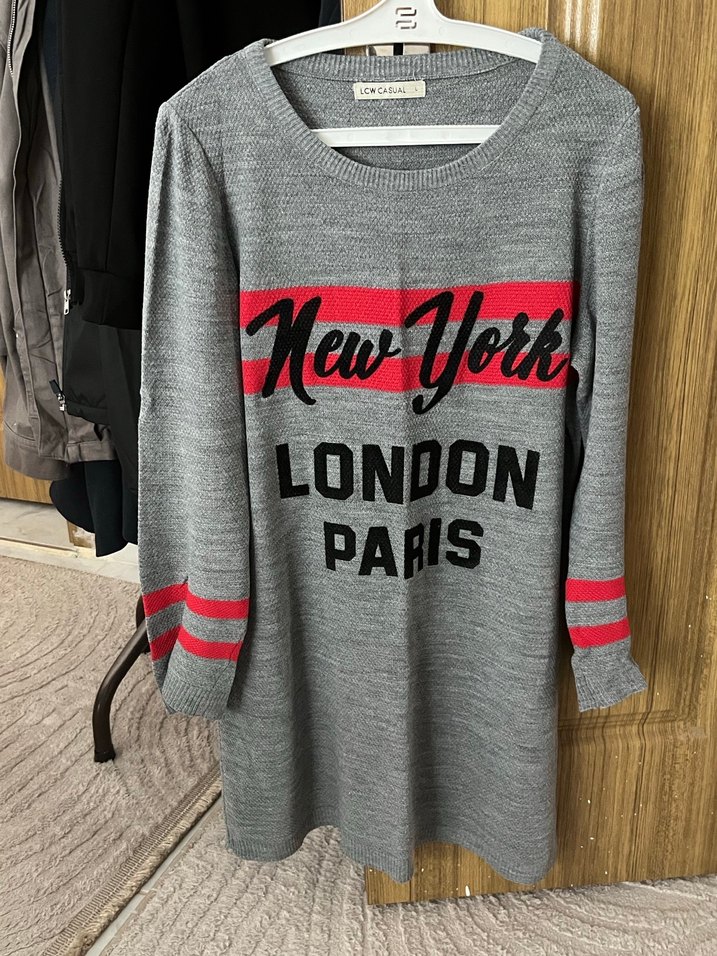 LCW CASUAL L
New York
LONDON
PARIS